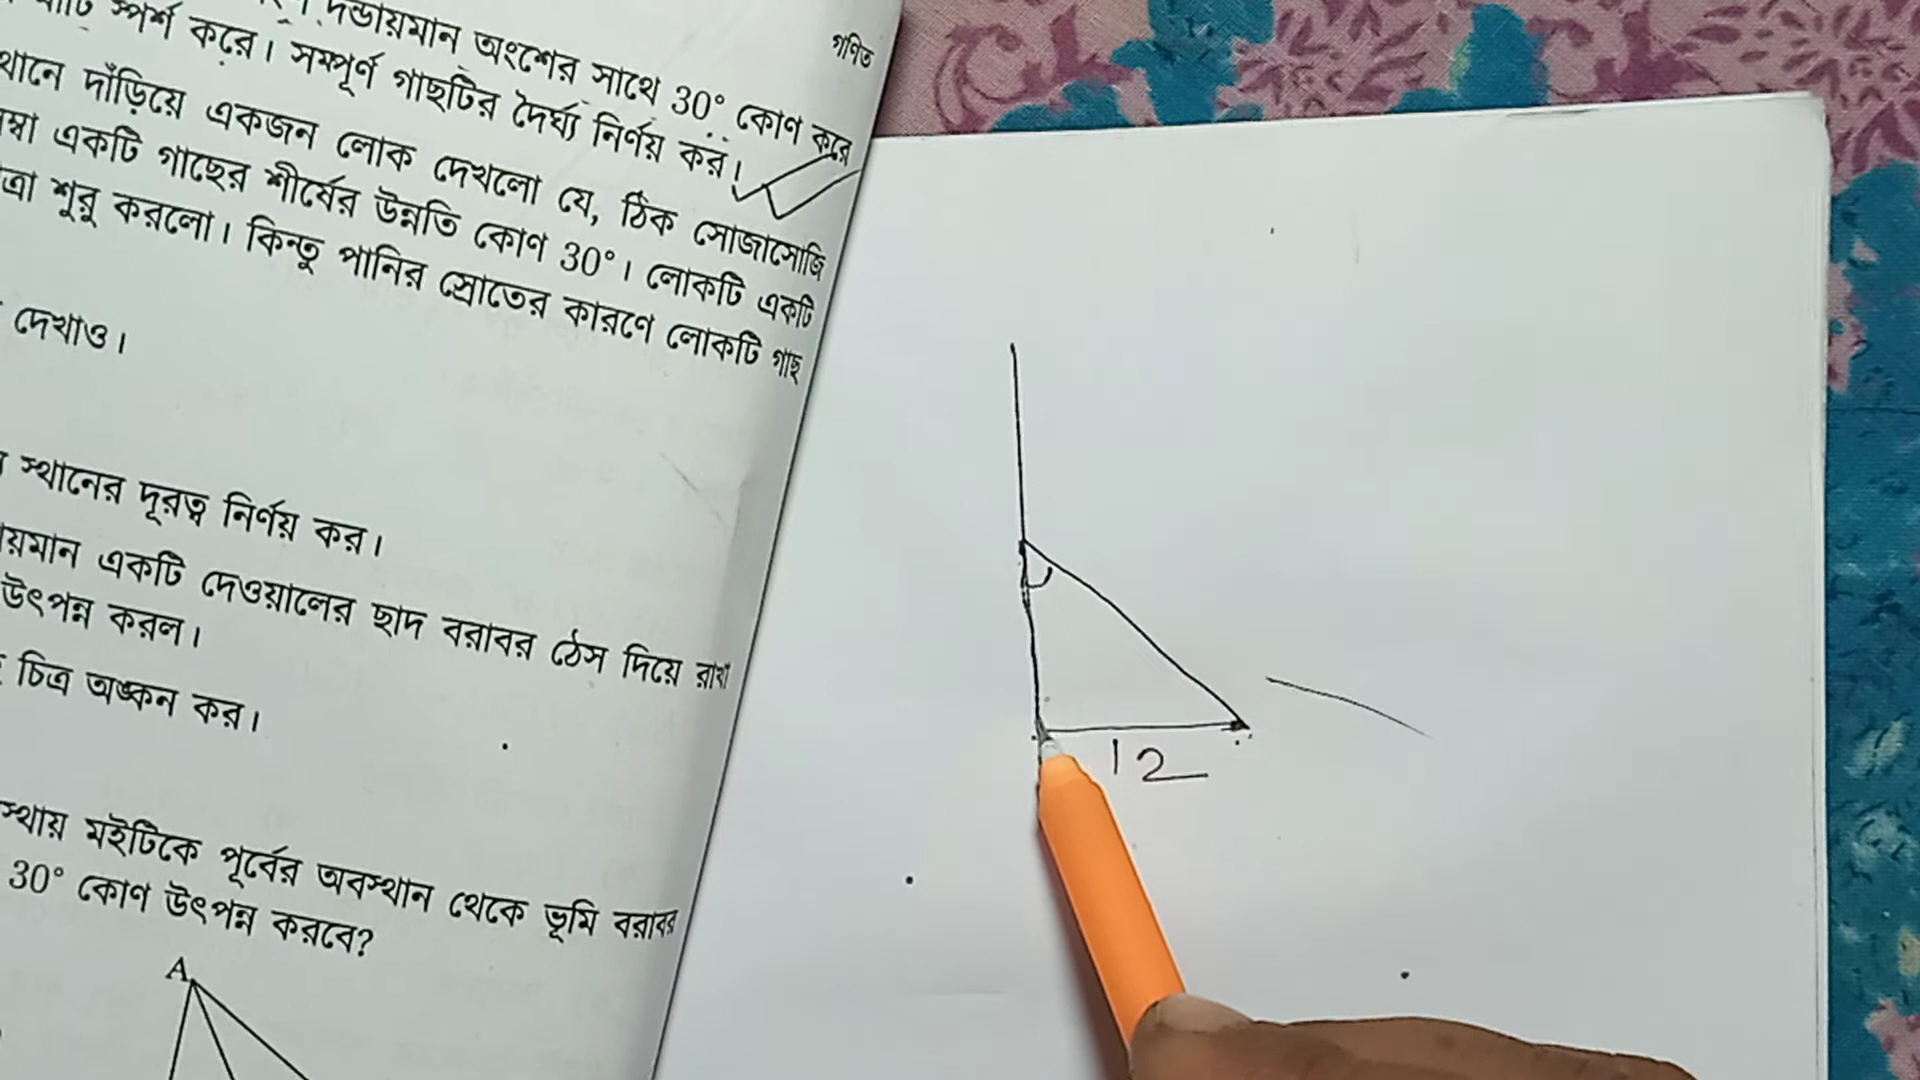 গণিত
দন্ডায়মান অংশের সাথে 30° কোণ করে
স্পর্শ করে। সম্পূর্ণ গাছটির দৈর্ঘ্য নির্ণয় কর।
দাঁড়িয়ে একজন লোক দেখলো যে, ঠিক সোজাসোজি
একটি গাছের শীর্ষের উন্নতি কোণ 30°। লোকটি একটি
শুরু করলো। কিন্তু পানির স্রোতের কারণে লোকটি গাছ
দেখাও।
স্থানের দূরত্ব নির্ণয় কর।
একটি দেওয়ালের ছাদ বরাবর ঠেস দিয়ে রাখা
উৎপন্ন করল।
চিত্র অঙ্কন কর।
মইটিকে পূর্বের অবস্থান থেকে ভূমি বরাবর
30° কোণ উৎপন্ন করবে?
A
12